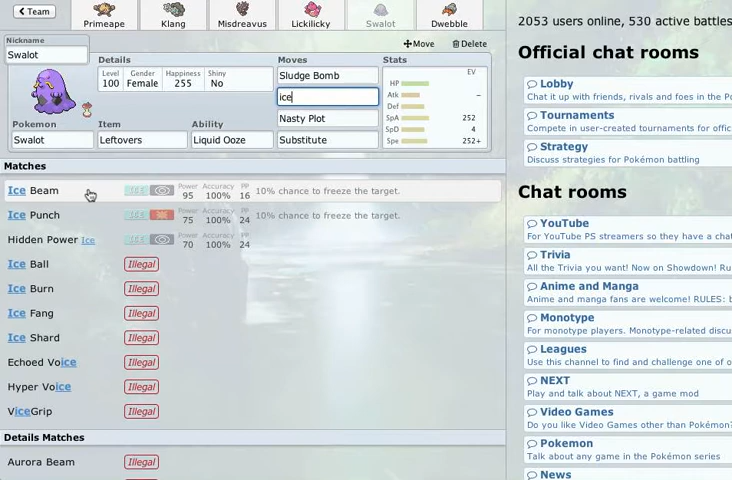 < Team
Primeape
Klang
Misdreavus
Lickilicky
Swalot
Dwebble
Move
Delete
Nickname
Swalot
Details
Level
100
Gender
Female
Happiness
255
Shiny
No
Moves
Sludge Bomb
ice
Nasty Plot
Substitute
Stats
EV
HP
Atk –
Def
SpA 252
SpD 4
Spe 252+
Pokemon
Swalot
Item
Leftovers
Ability
Liquid Ooze
Matches
Ice Beam ICE Power 95 Accuracy 100% PP 16 10% chance to freeze the target.
Ice Punch ICE Power 75 Accuracy 100% PP 24 10% chance to freeze the target.
Hidden Power Ice ICE Power 70 Accuracy 100% PP 24
Ice Ball Illegal
Ice Burn Illegal
Ice Fang Illegal
Ice Shard Illegal
Echoed Voice Illegal
Hyper Voice Illegal
ViceGrip Illegal
Details Matches
Aurora Beam Illegal
2053 users online, 530 active battles
Official chat rooms
Lobby
Chat it up with friends, rivals and foes in the
Tournaments
Compete in user-created tournaments for
Strategy
Discuss strategies for Pokémon battling
Chat rooms
YouTube
For YouTube PS streamers so they have a
Trivia
All the Trivia you want! Now on Showdown!
Anime and Manga
Anime and manga fans are welcome! RULES:
Monotype
For monotype players. Monotype-related
Leagues
Use this channel to find and challenge one
NEXT
Play and talk about NEXT, a game mod
Video Games
Do you like Video Games other than Pokémon?
Pokemon
Talk about any game in the Pokémon series
News